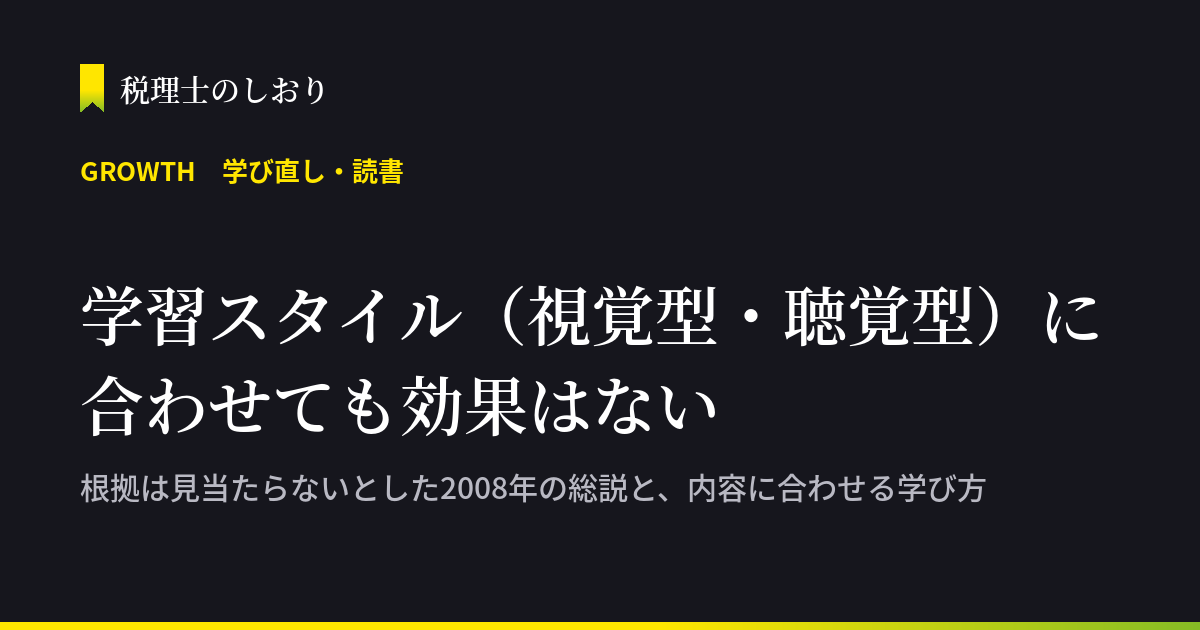 税理士のしおり
GROWTH 学び直し・読書
学習スタイル（視覚型・聴覚型）に
合わせても効果はない
根拠は見当たらないとした2008年の総説と、内容に合わせる学び方